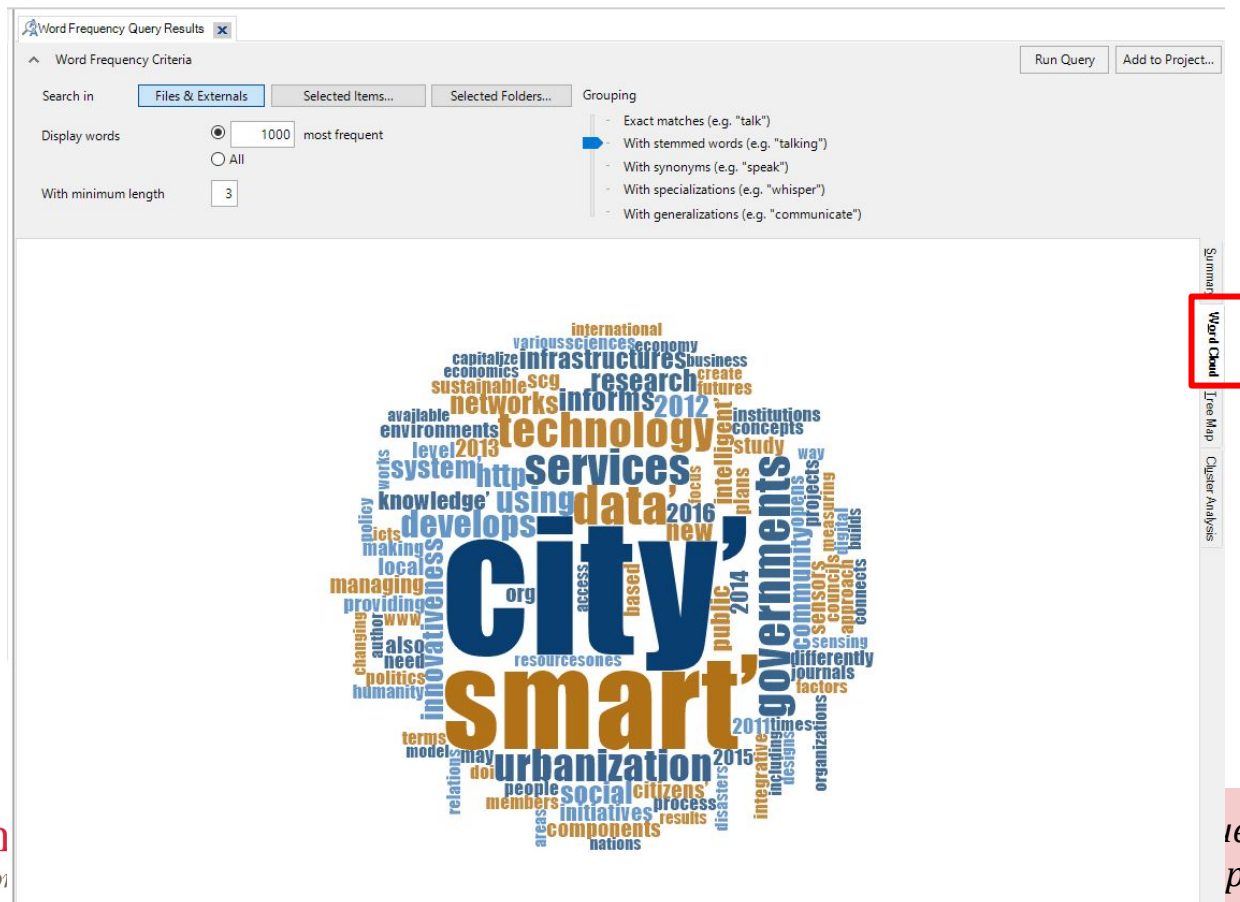 Word Frequency Query Results x
Word Frequency Criteria
Run Query Add to Project...
Search in Files & Externals Selected Items... Selected Folders... Grouping
Display words 1000 most frequent
All
With minimum length 3
Exact matches (e.g. "talk")
With stemmed words (e.g. "talking")
With synonyms (e.g. "speak")
With specializations (e.g. "whisper")
With generalizations (e.g. "communicate")
Summary
Word Cloud
Tree Map
Cluster Analysis
international
various sciences economy
capitalize infrastructures business
economics
sustainable scg research create
futures
networks informs 2012
available
institutions
environments technology concepts
level 2013 intelligent' study
works system' http services focus plans way
knowledge' using data' 2016 projects opens measuring
policy develops new digital builds
icts
making
city'
governments
local
managing
org access based public 2014
community sensors councils approach connects
providing
innovativeness
changing author www
also
need
resources ones
sensing
differently
politics
humanity
journals
factors
smart'
2011 times
terms
model may urbanization 2015
doi
relations
integrative including designs organizations
people social citizens'
members process disasters
initiatives results
areas components
nations